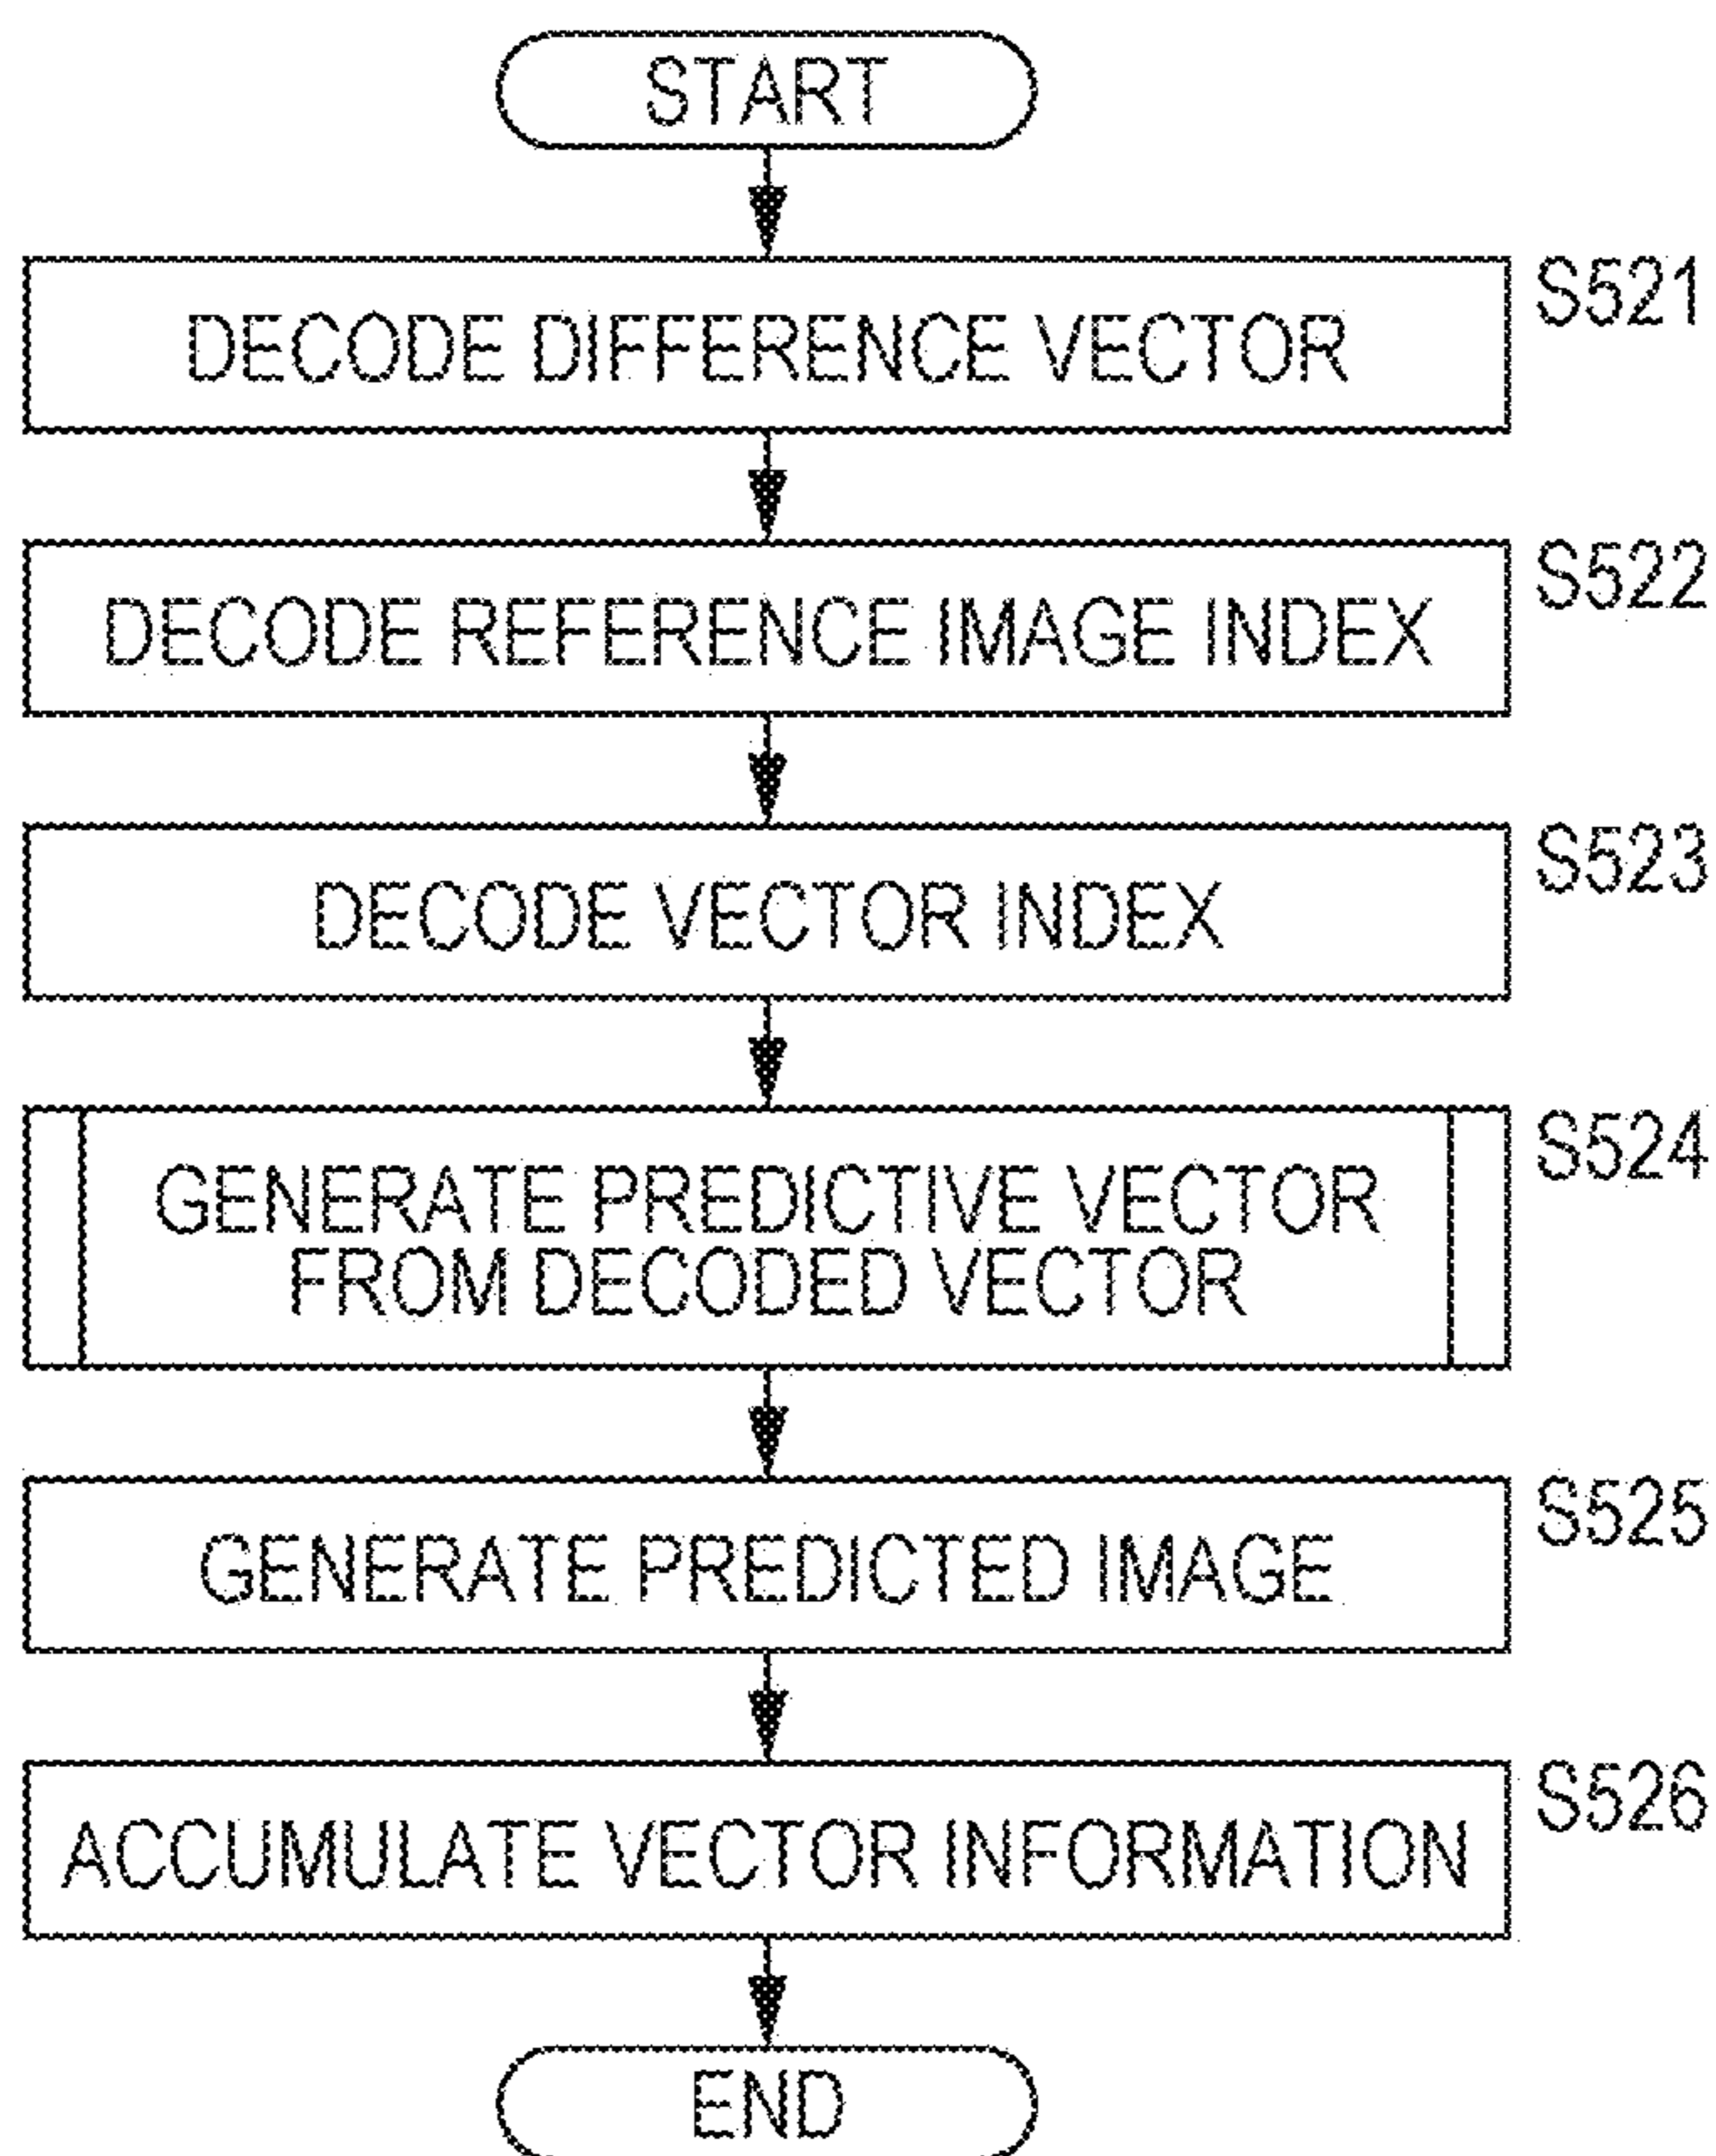 START
DECODE DIFFERENCE VECTOR
S521
DECODE REFERENCE IMAGE INDEX
S522
DECODE VECTOR INDEX
S523
GENERATE PREDICTIVE VECTOR
FROM DECODED VECTOR
S524
GENERATE PREDICTED IMAGE
S525
ACCUMULATE VECTOR INFORMATION
S526
END